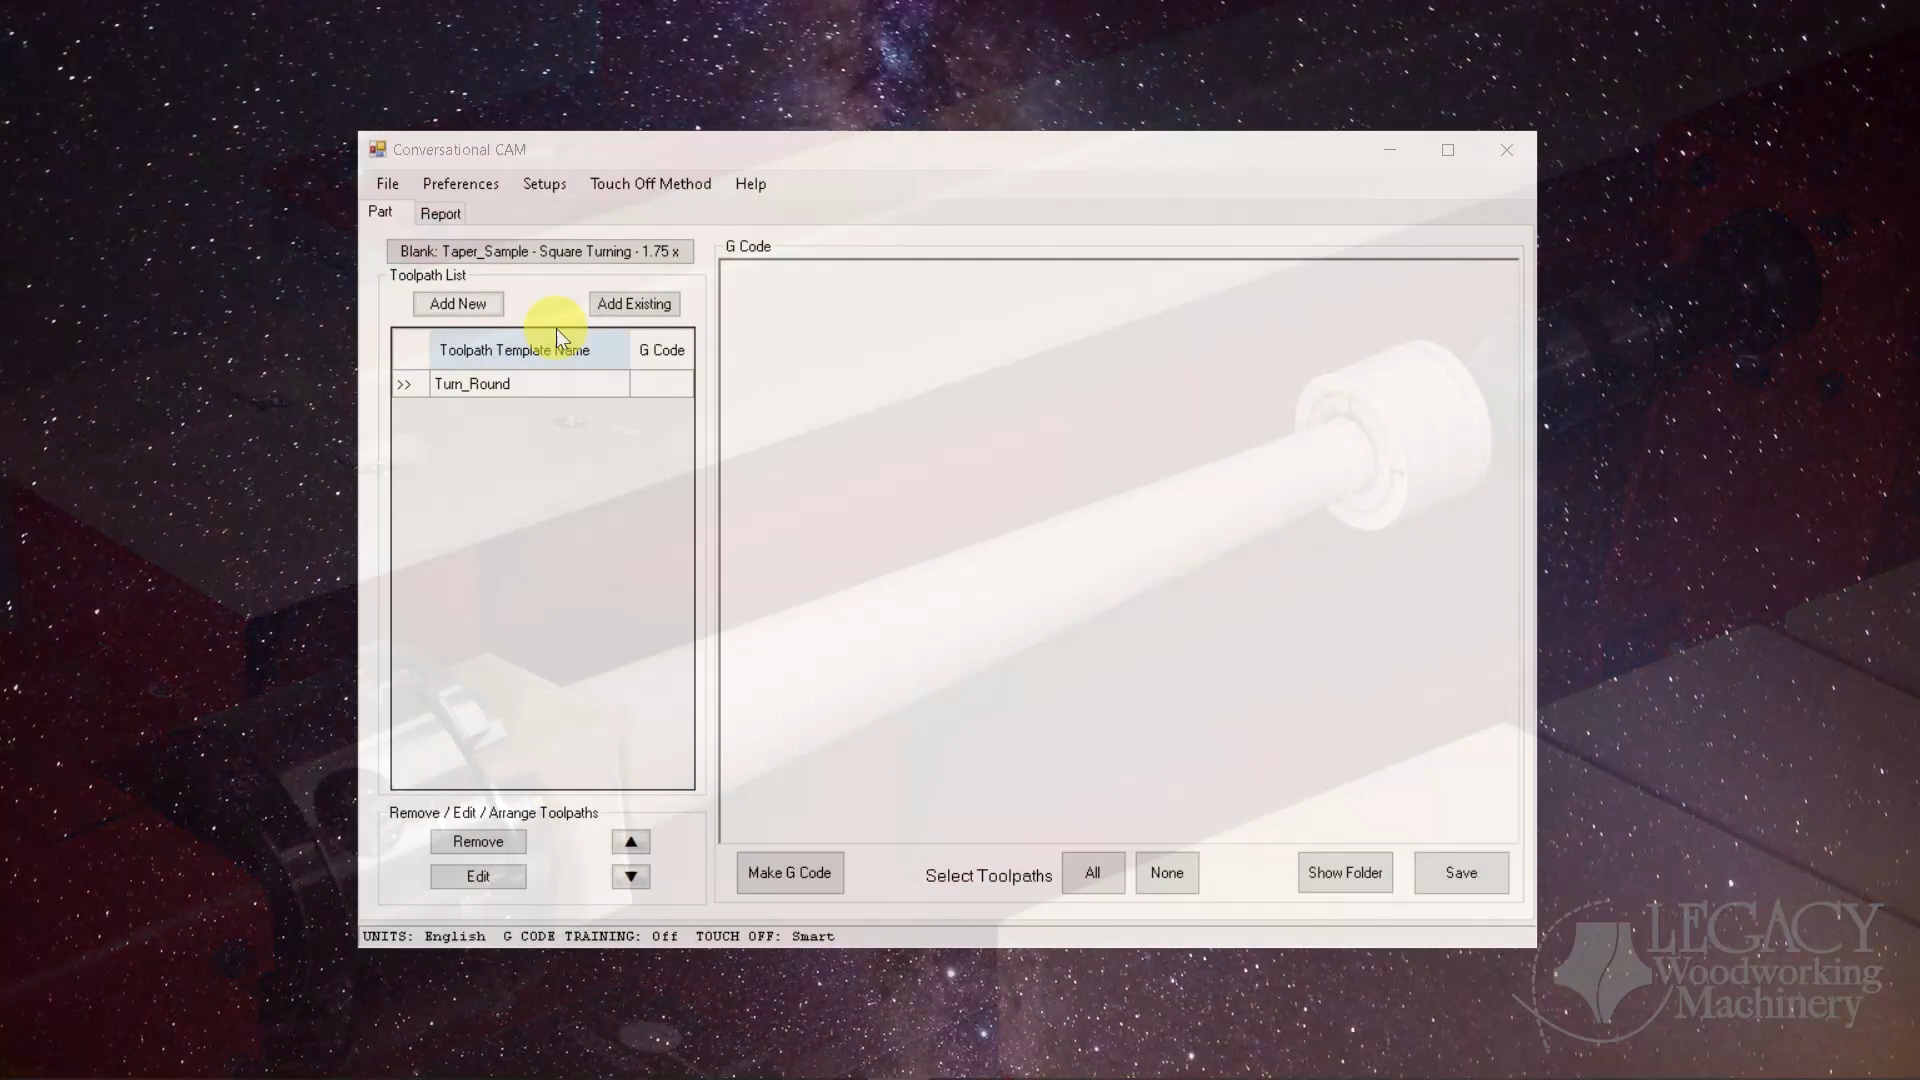 Conversational CAM
File Preferences Setups Touch Off Method Help
Part Report
Blank: Taper_Sample - Square Turning - 1.75 x
G Code
Toolpath List
Add New Add Existing
Toolpath Template Name G Code
>> Turn_Round
Remove / Edit / Arrange Toolpaths
Remove
Edit
Make G Code Select Toolpaths All None Show Folder Save
UNITS: English G CODE TRAINING: Off TOUCH OFF: Smart
LEGACY
Woodworking
Machinery